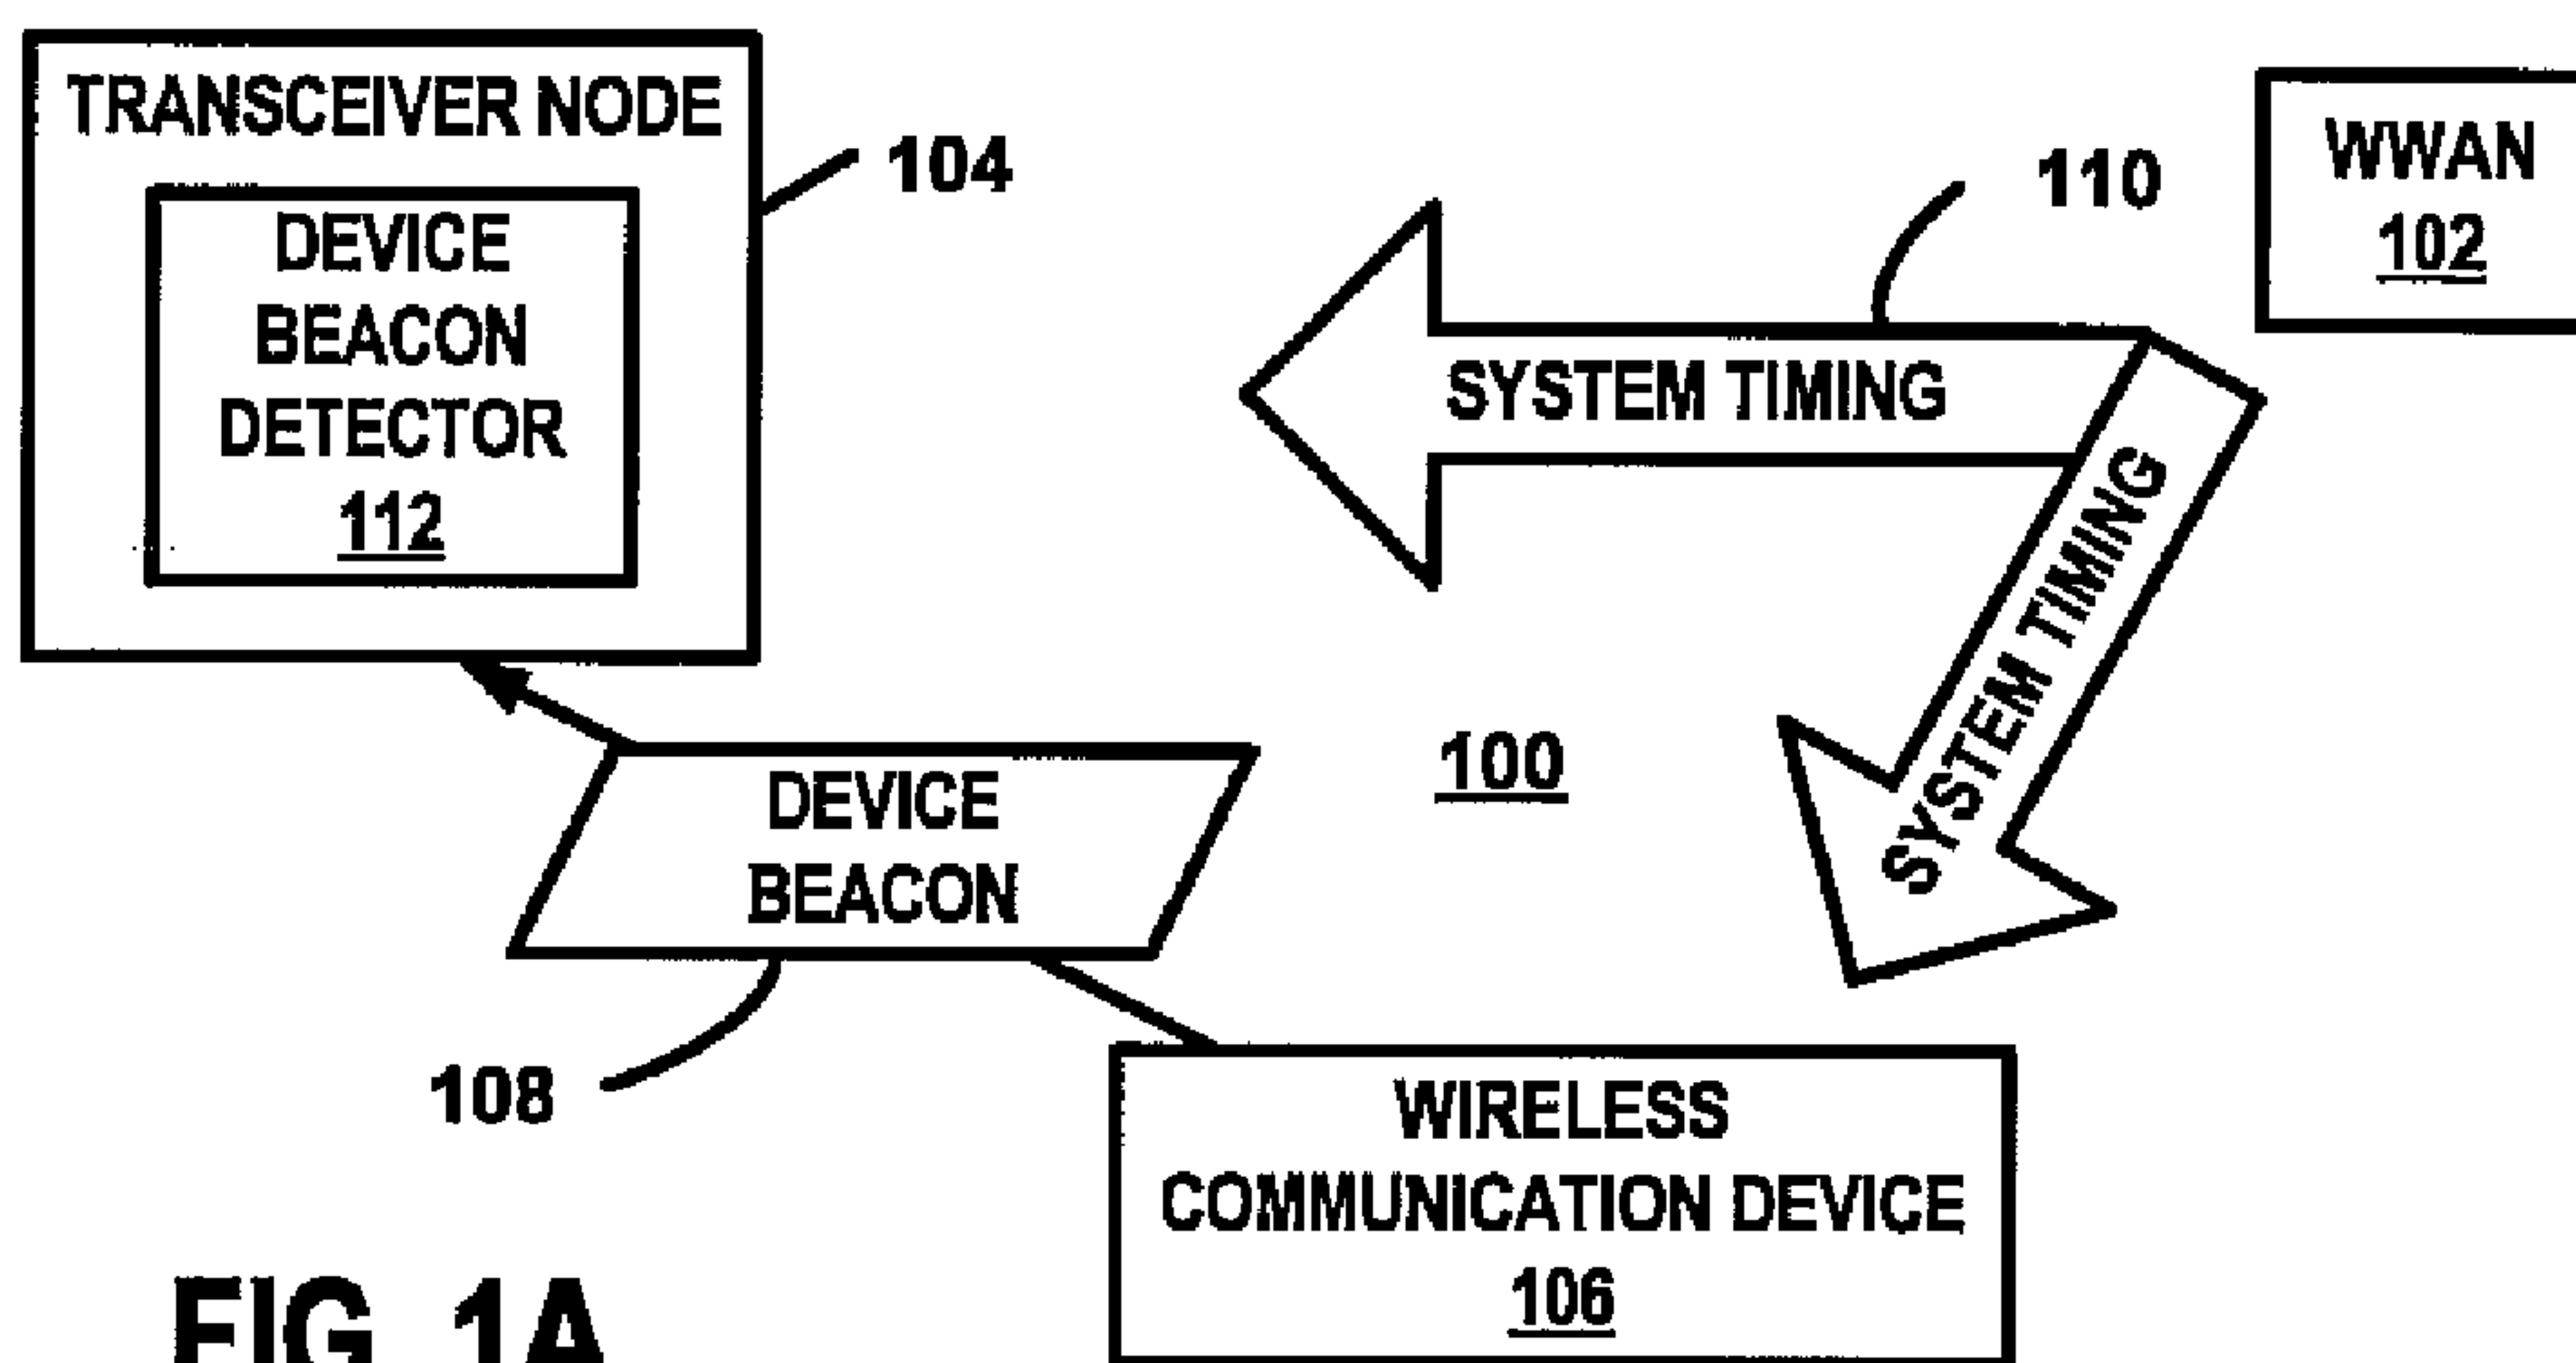 TRANSCEIVER NODE
104
DEVICE
BEACON
DETECTOR
112
110
WWAN
102
SYSTEM TIMING
SYSTEM TIMING
100
DEVICE
BEACON
108
WIRELESS
COMMUNICATION DEVICE
106
FIG. 1A